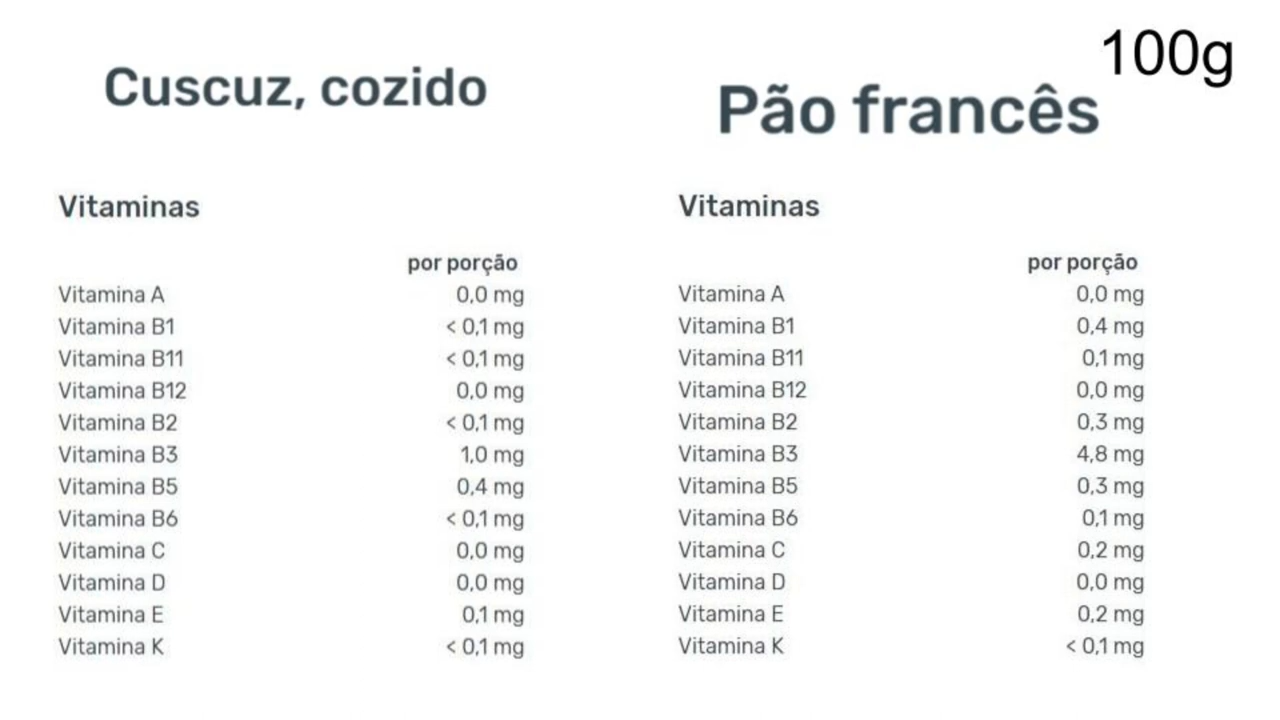 100g
Cuscuz, cozido
Vitaminas
por porção
Vitamina A 0,0 mg
Vitamina B1 < 0,1 mg
Vitamina B11 < 0,1 mg
Vitamina B12 0,0 mg
Vitamina B2 < 0,1 mg
Vitamina B3 1,0 mg
Vitamina B5 0,4 mg
Vitamina B6 < 0,1 mg
Vitamina C 0,0 mg
Vitamina D 0,0 mg
Vitamina E 0,1 mg
Vitamina K < 0,1 mg
Pão francês
Vitaminas
por porção
Vitamina A 0,0 mg
Vitamina B1 0,4 mg
Vitamina B11 0,1 mg
Vitamina B12 0,0 mg
Vitamina B2 0,3 mg
Vitamina B3 4,8 mg
Vitamina B5 0,3 mg
Vitamina B6 0,1 mg
Vitamina C 0,2 mg
Vitamina D 0,0 mg
Vitamina E 0,2 mg
Vitamina K < 0,1 mg